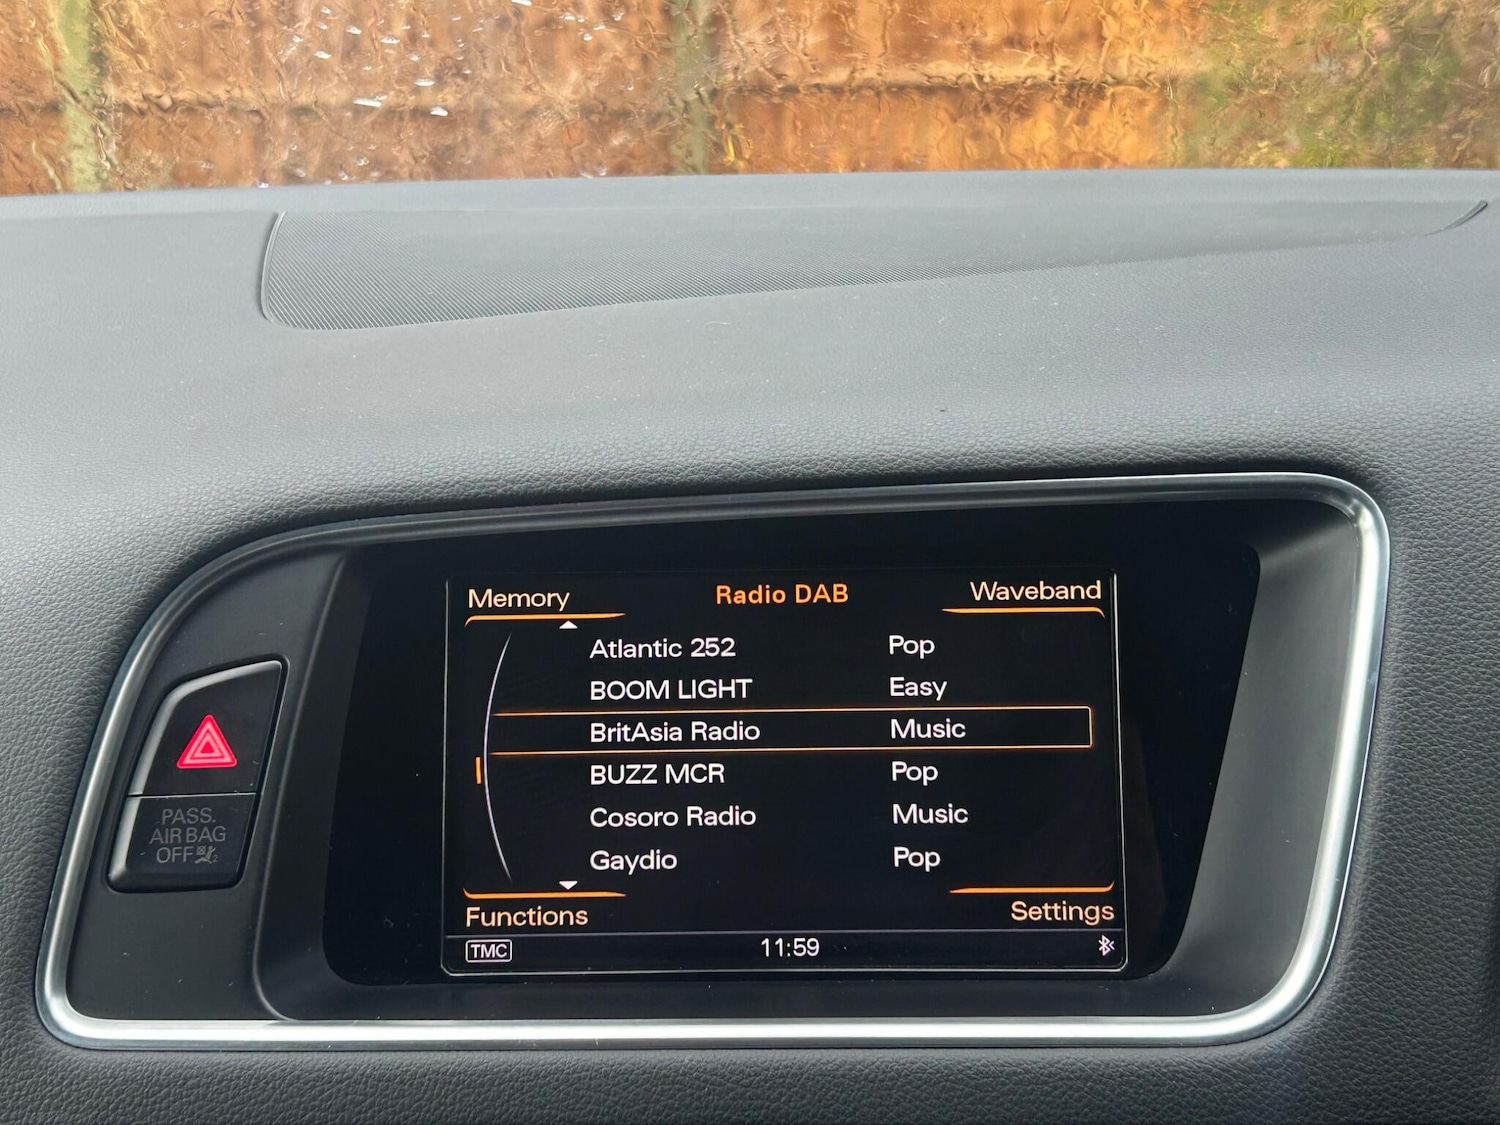 Memory Radio DAB Waveband
Atlantic 252 Pop
BOOM LIGHT Easy
BritAsia Radio Music
BUZZ MCR Pop
Cosoro Radio Music
Gaydio Pop
Functions Settings
TMC 11:59
PASS.
AIR BAG
OFF